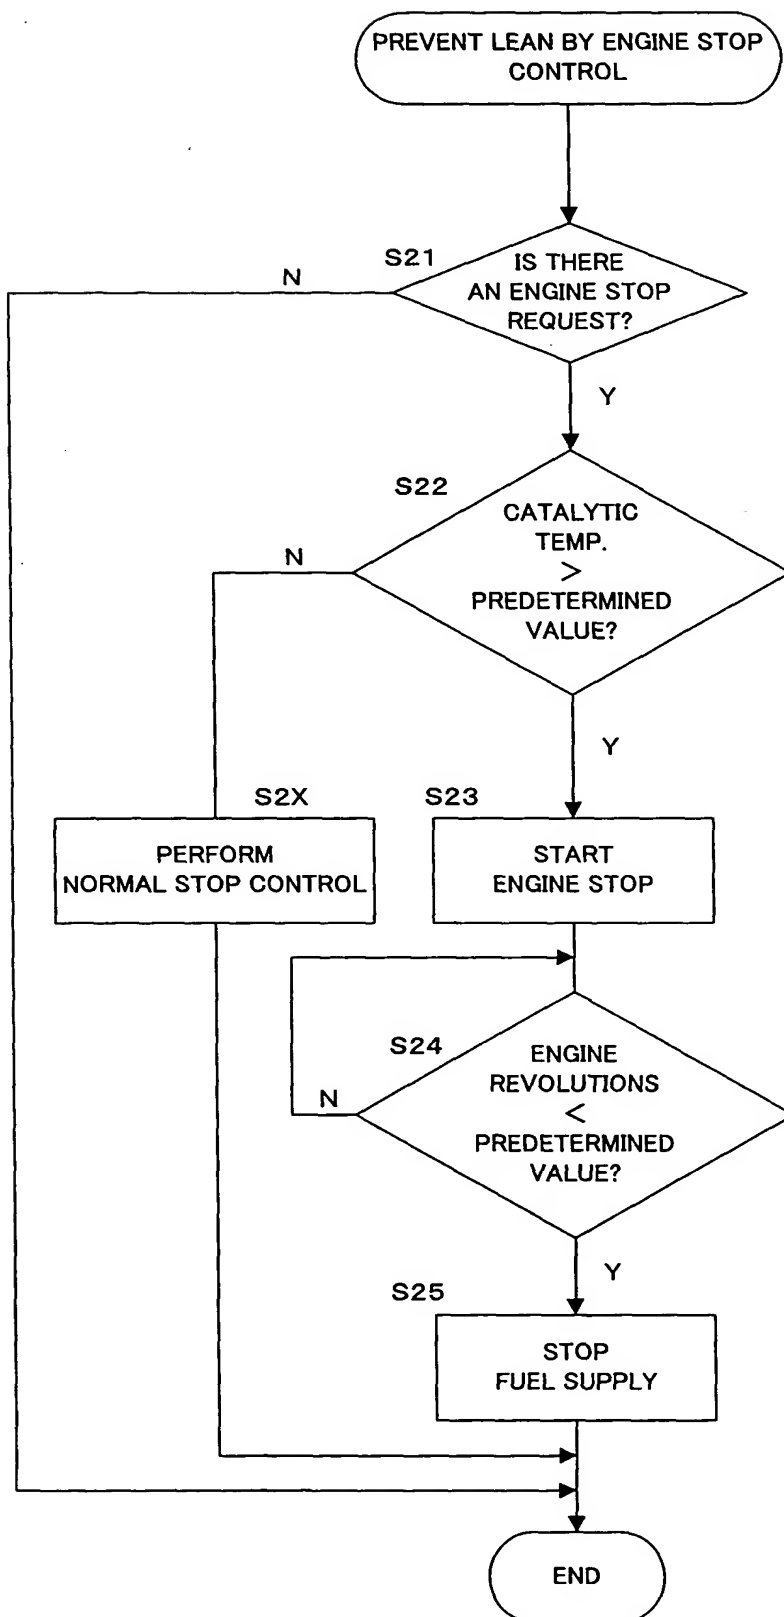 PREVENT LEAN BY ENGINE STOP
CONTROL
S21
N
IS THERE
AN ENGINE STOP
REQUEST?
Y
S22
N
CATALYTIC
TEMP.
>
PREDETERMINED
VALUE?
Y
S2X
PERFORM
NORMAL STOP CONTROL
S23
START
ENGINE STOP
S24
N
ENGINE
REVOLUTIONS
<
PREDETERMINED
VALUE?
Y
S25
STOP
FUEL SUPPLY
END